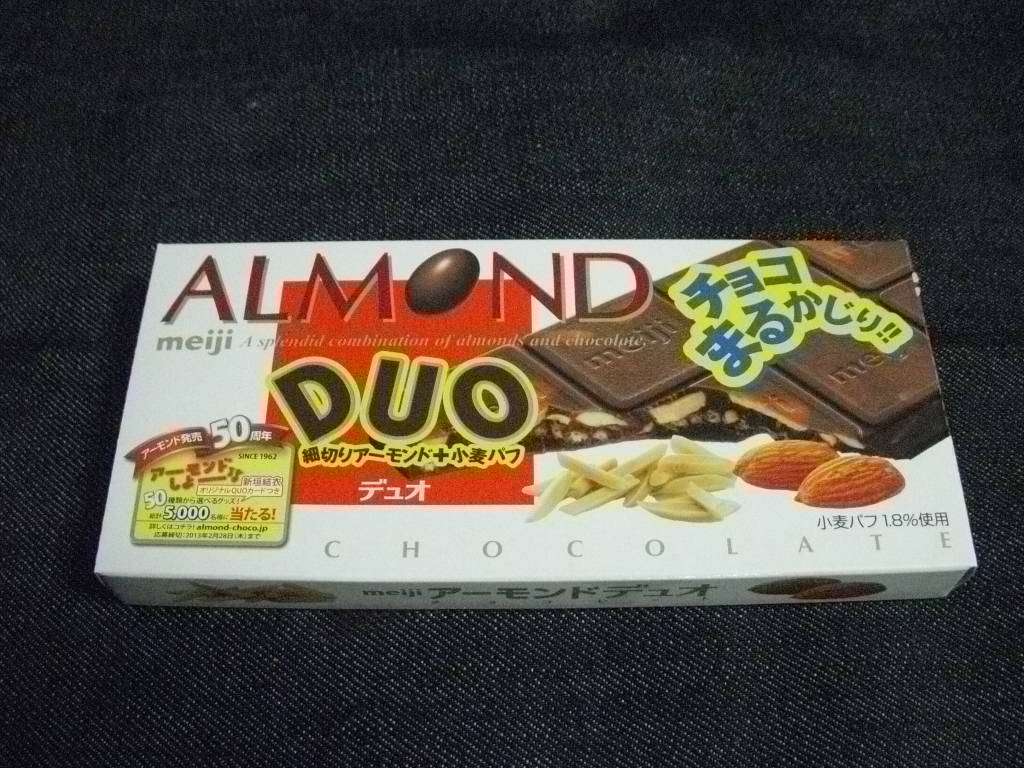 ALMOND
meiji A splendid combination of almonds and chocolate.
DUO
細切りアーモンド+小麦パフ
デュオ
チョコ
まるかじり!!
meiji
meiji
アーモンド発売50周年
SINCE 1962
アーモンドな
しよーー
新垣結衣
オリジナルQUOカードつき
50種類から選べるグッズ!
総計5,000名様に当たる!
詳しくはコチラ! almond-choco.jp
応募締切:2013年2月28日(木)まで
小麦パフ 1.8%使用
CHOCOLATE
meiji アーモンドデュオ